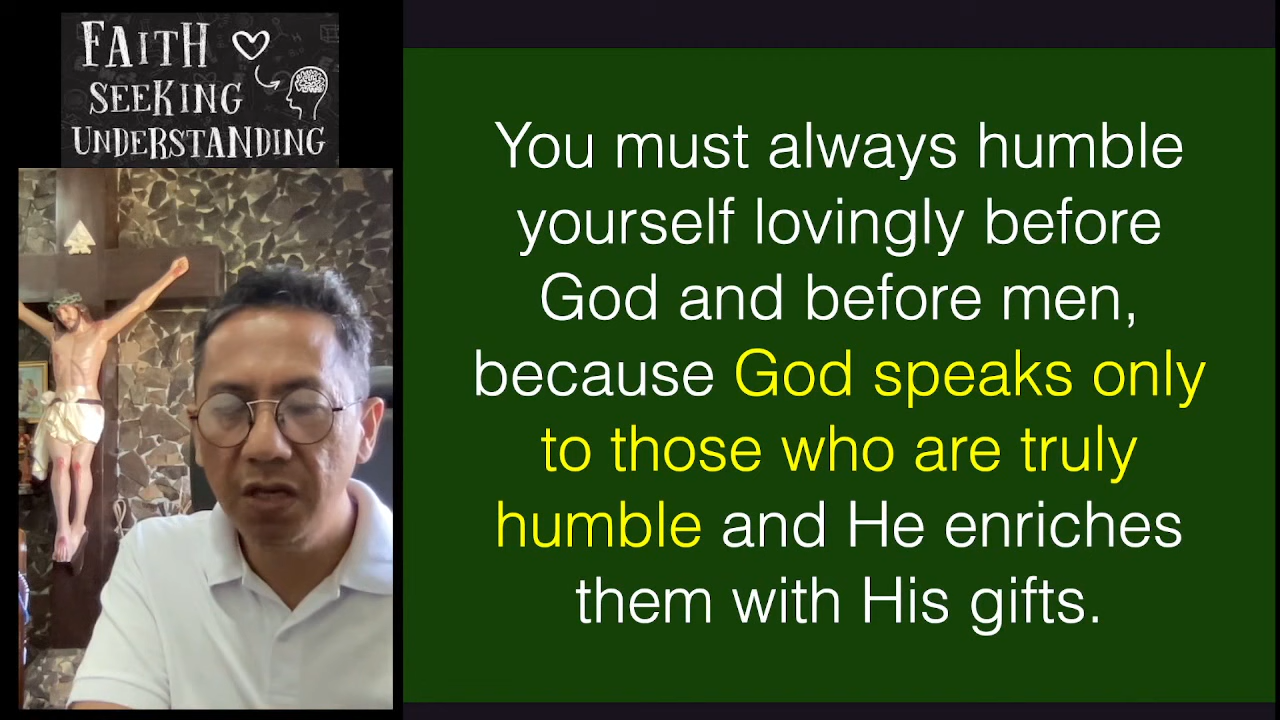 FAITH
SEEKING
UNDERSTANDING
You must always humble
yourself lovingly before
God and before men,
because God speaks only
to those who are truly
humble and He enriches
them with His gifts.